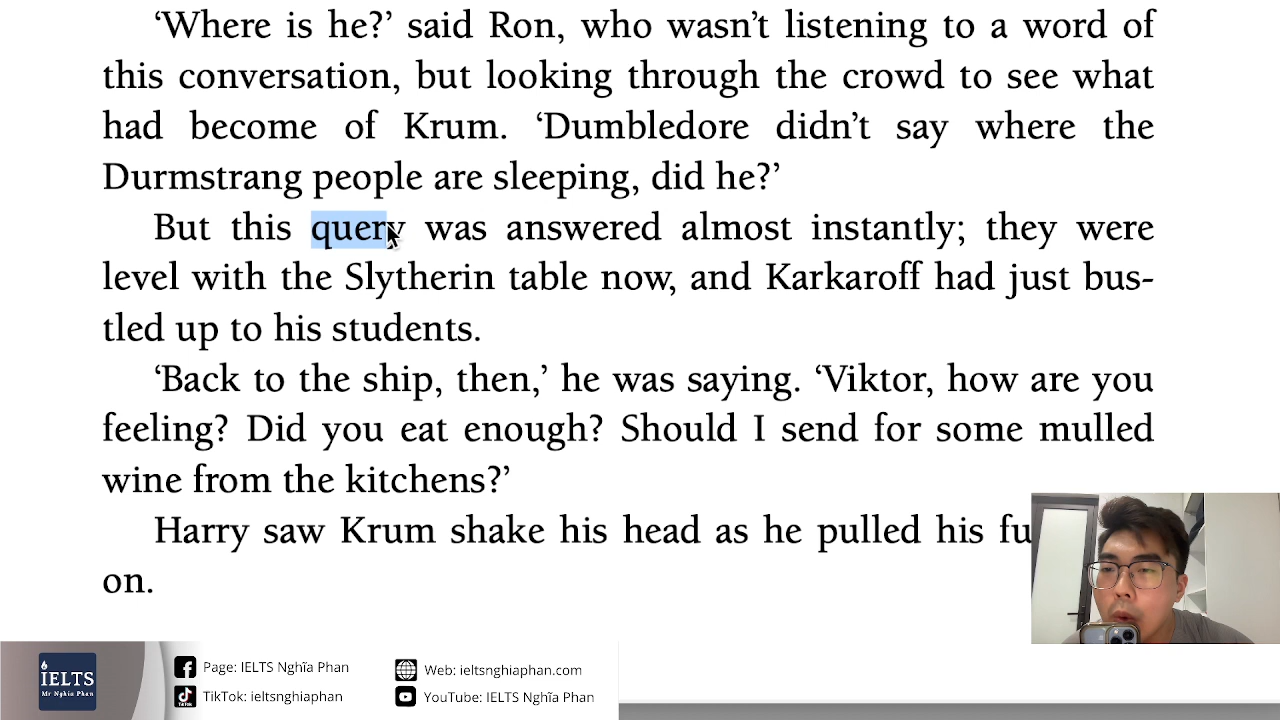 ‘Where is he?’ said Ron, who wasn’t listening to a word of
this conversation, but looking through the crowd to see what
had become of Krum. ‘Dumbledore didn’t say where the
Durmstrang people are sleeping, did he?’
But this query was answered almost instantly; they were
level with the Slytherin table now, and Karkaroff had just bus-
tled up to his students.
‘Back to the ship, then,’ he was saying. ‘Viktor, how are you
feeling? Did you eat enough? Should I send for some mulled
wine from the kitchens?’
Harry saw Krum shake his head as he pulled his fu
on.
IELTS
Mr Nghia Phan
Page: IELTS Nghĩa Phan
TikTok: ieltsnghiaphan
Web: ieltsnghiaphan.com
YouTube: IELTS Nghĩa Phan